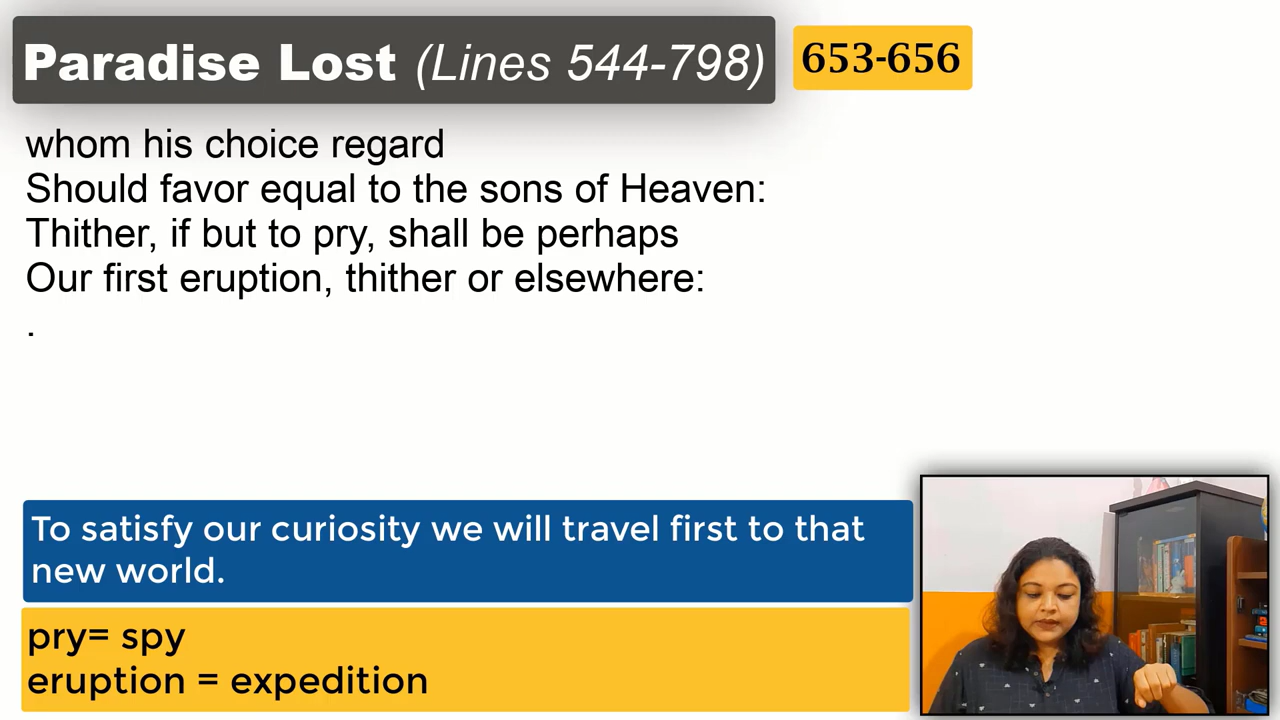 Paradise Lost (Lines 544-798)
653-656
whom his choice regard
Should favor equal to the sons of Heaven:
Thither, if but to pry, shall be perhaps
Our first eruption, thither or elsewhere:
.
To satisfy our curiosity we will travel first to that
new world.
pry= spy
eruption = expedition